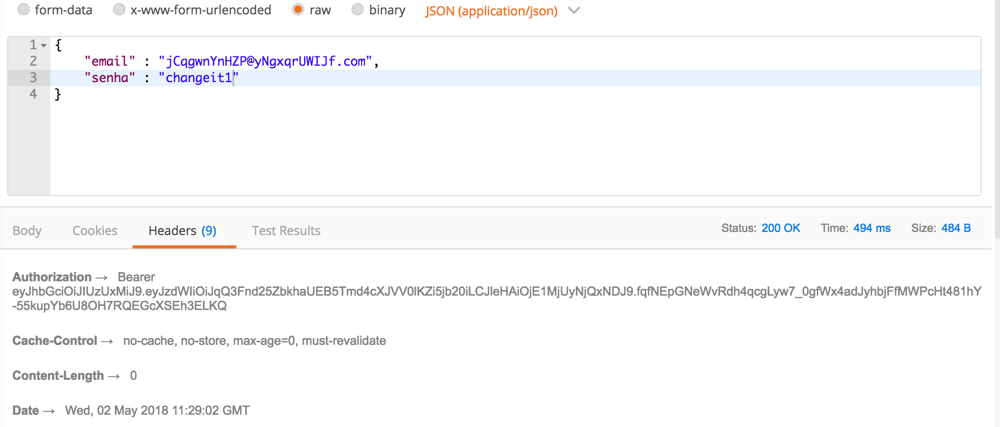 form-data x-www-form-urlencoded raw binary JSON (application/json)
1 {
2 "email" : "jCqgwnYnHZP@yNgxqrUWIJf.com",
3 "senha" : "changeit1"
4 }
Body Cookies Headers (9) Test Results Status: 200 OK Time: 494 ms Size: 484 B
Authorization → Bearer
eyJhbGciOiJIUzUxMiJ9.eyJzdWIiOiJqQ3Fnd25ZbkhaUEB5Tmd4cXJVV0lKZi5jb20iLCJleHAiOjE1MjUyNjQxNDJ9.fqfNEpGNeWvRdh4qcgLyw7_0gfWx4adJyhbjFfMWPcHt481hY
-55kupYb6U8OH7RQEGcXSEh3ELKQ
Cache-Control → no-cache, no-store, max-age=0, must-revalidate
Content-Length → 0
Date → Wed, 02 May 2018 11:29:02 GMT